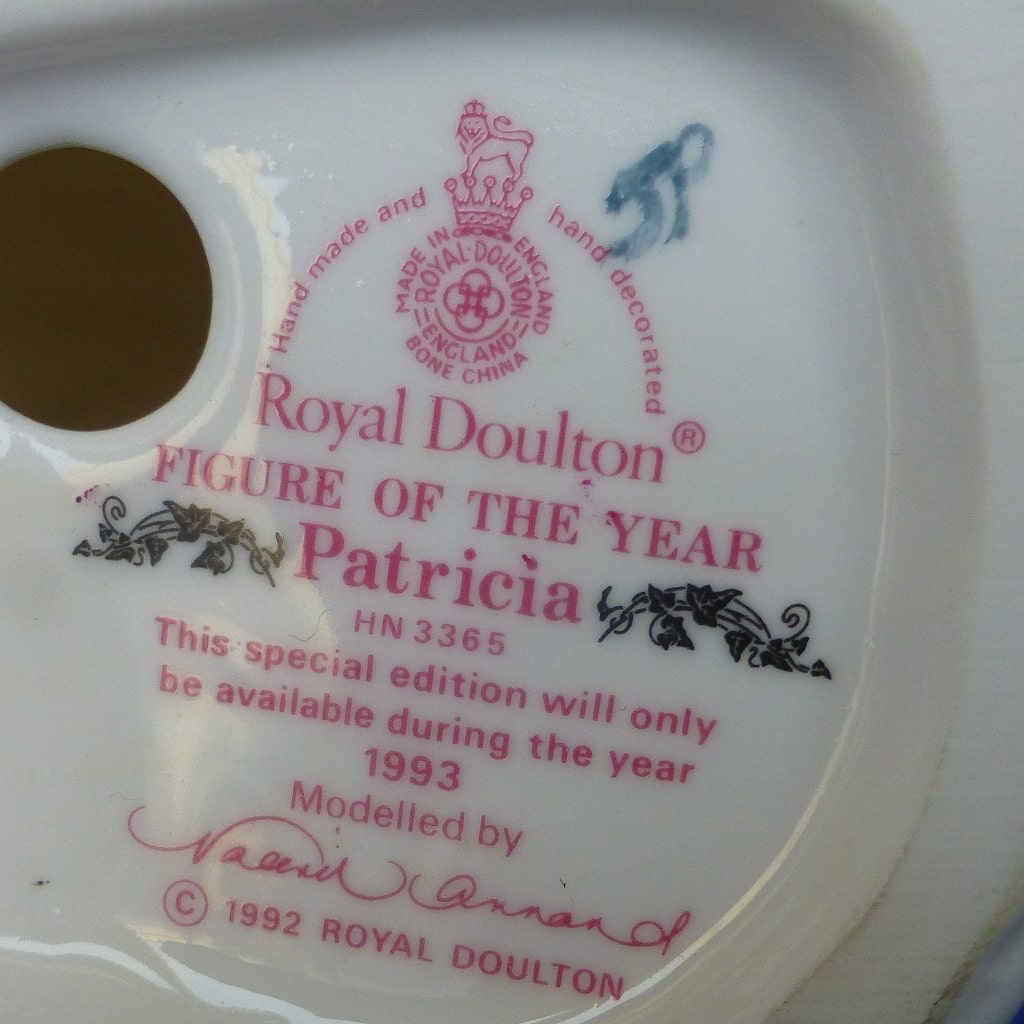 Hand made and hand decorated
MADE IN ENGLAND
ROYAL DOULTON
ENGLAND
BONE CHINA
Royal Doulton®
FIGURE OF THE YEAR
Patricia
HN 3365
This special edition will only
be available during the year
1993
Modelled by
Valerie Annand
© 1992 ROYAL DOULTON